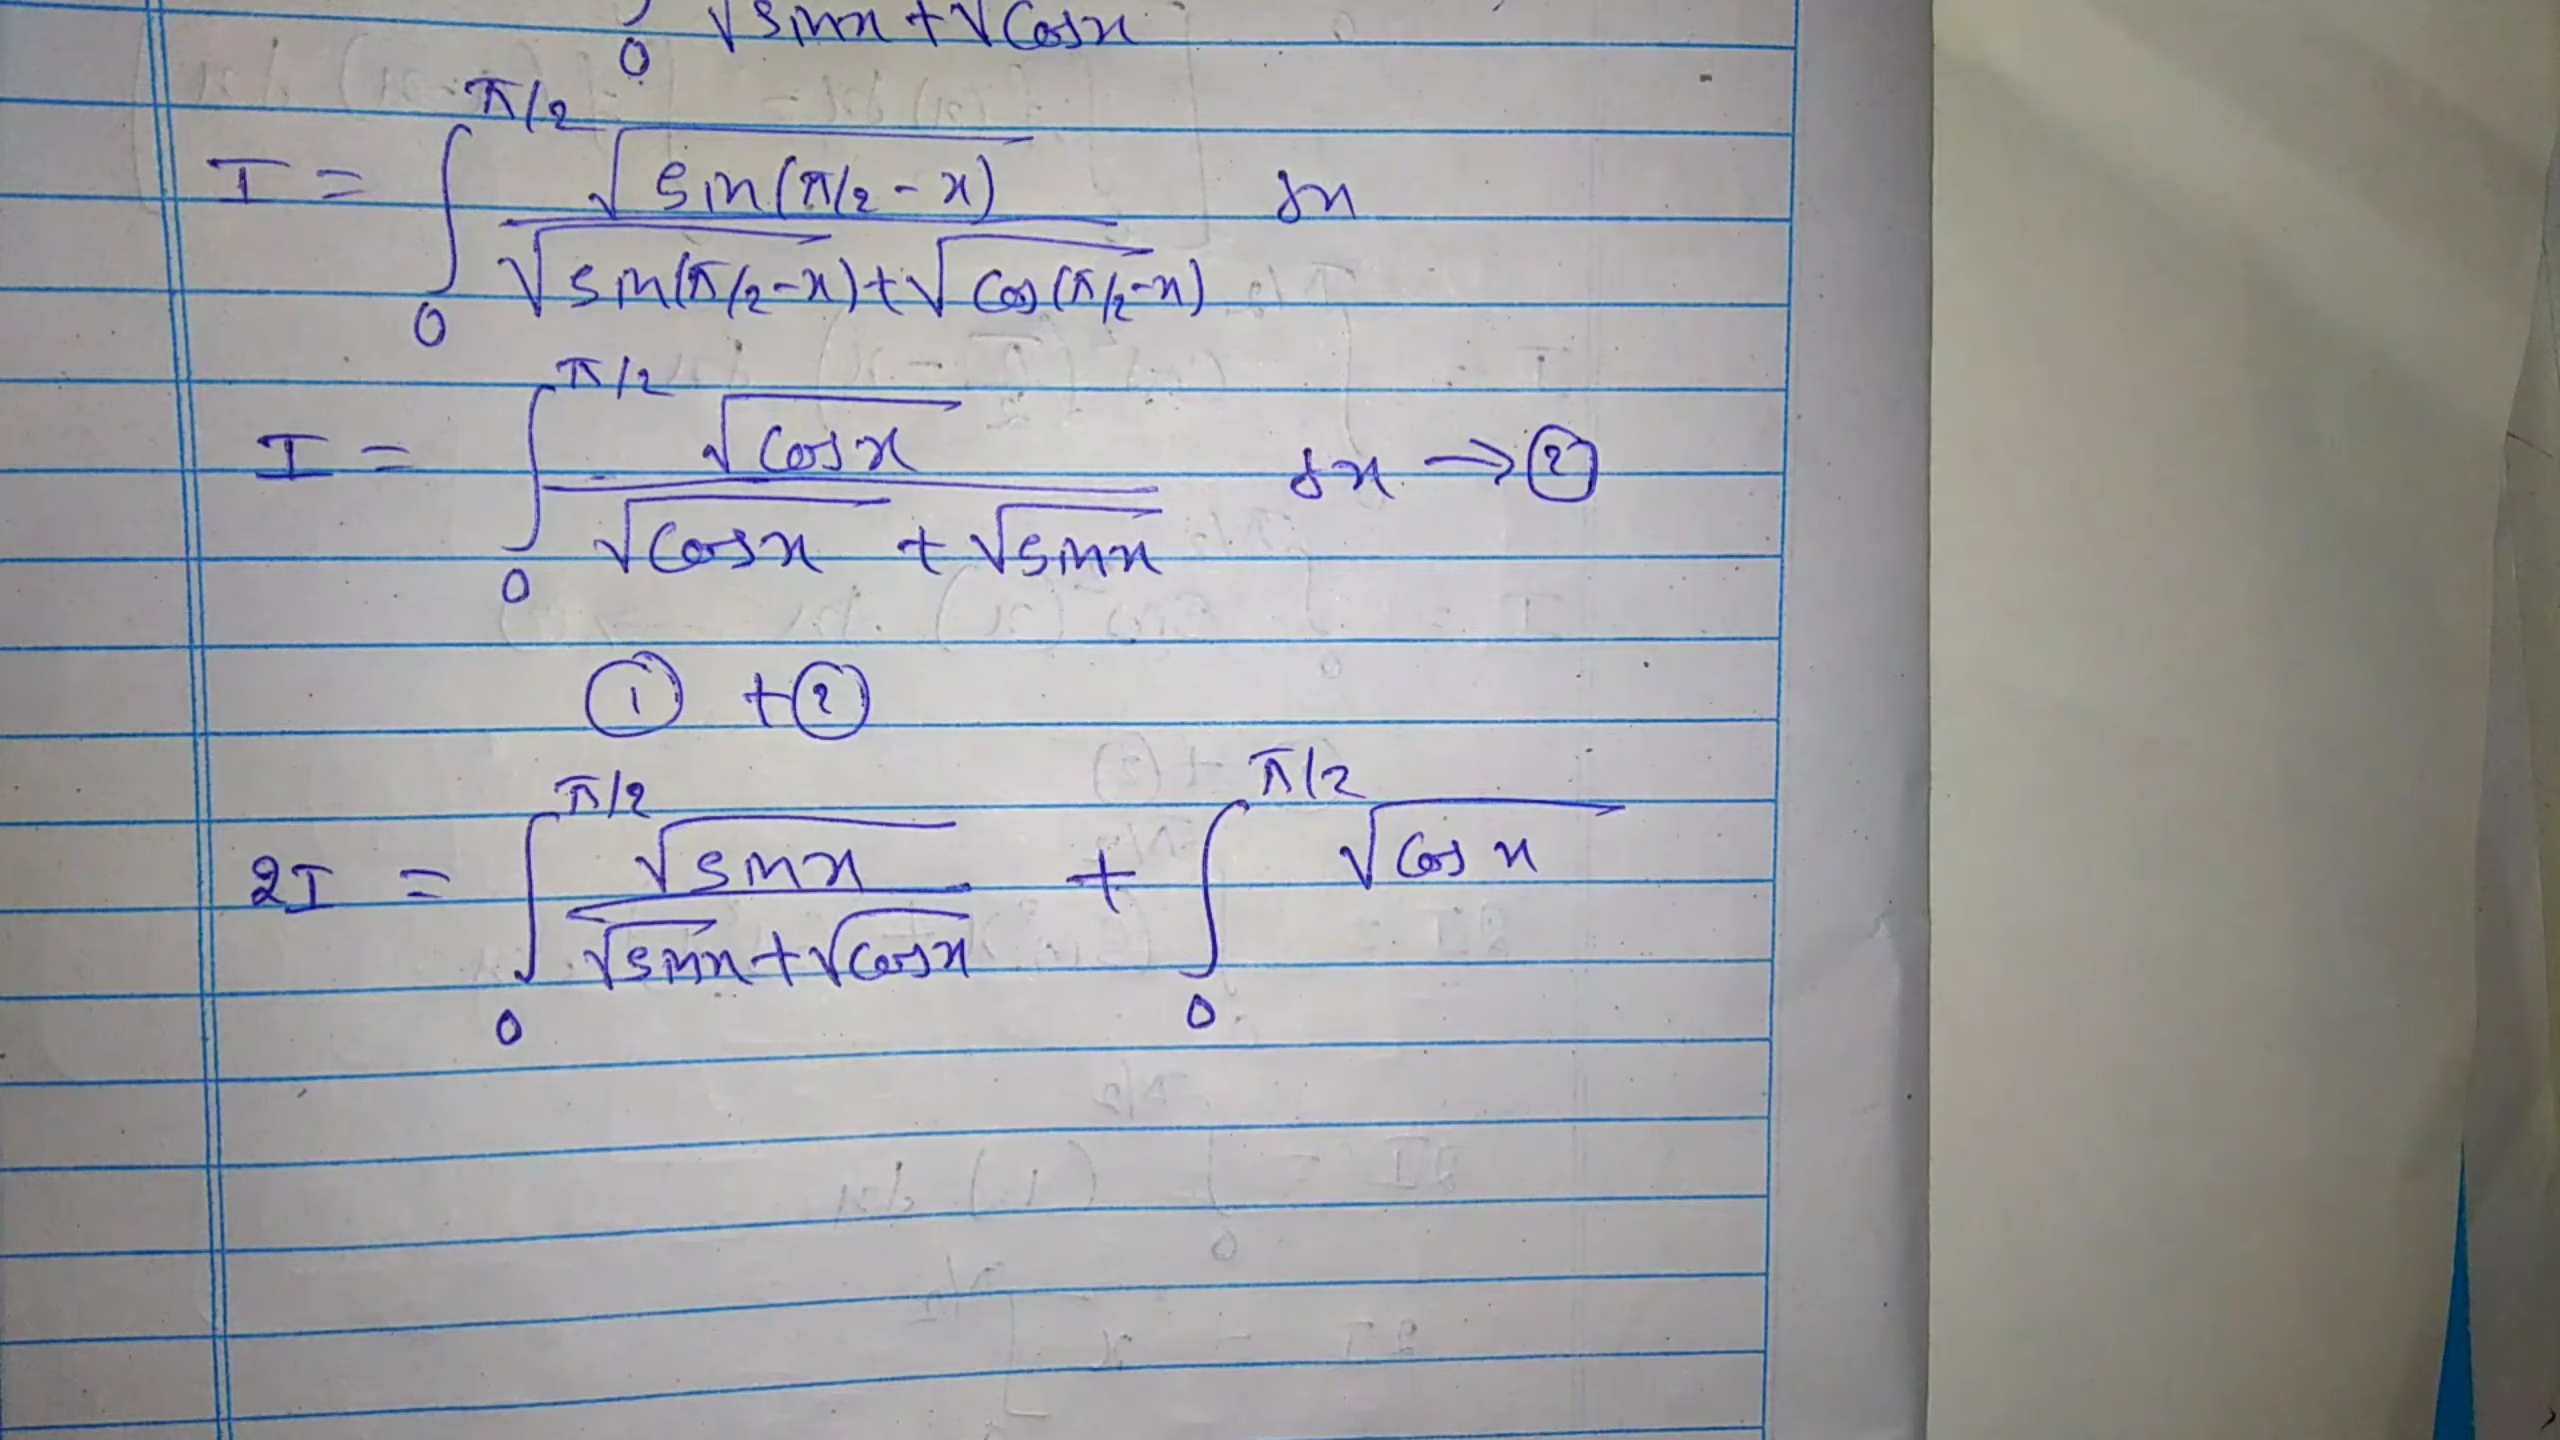 0 √sinx + √cosx
I = ∫₀^π/2 √sin(π/2 - x) / √sin(π/2-x) + √cos(π/2-x) dx
I = ∫₀^π/2 √cosx / √cosx + √sinx dx → ②
① + ②
2I = ∫₀^π/2 √sinx / √sinx + √cosx + ∫₀^π/2 √cosx